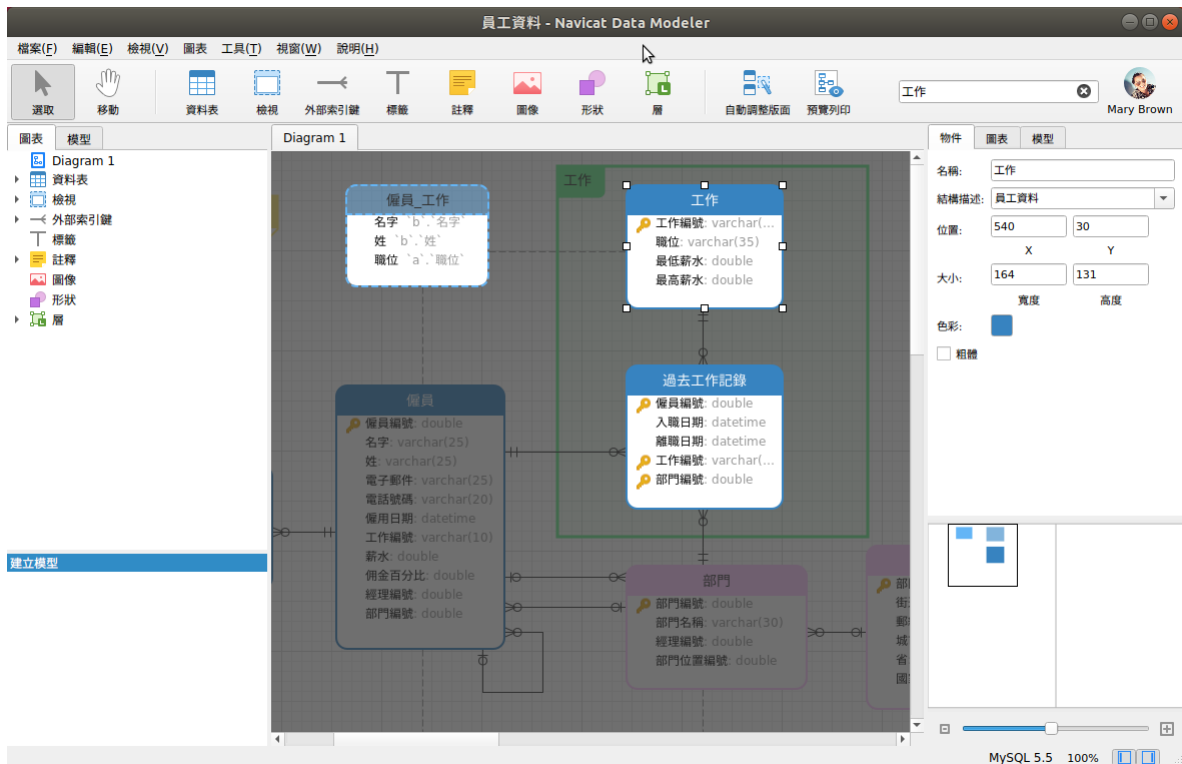 員工資料 - Navicat Data Modeler
檔案(F) 編輯(E) 檢視(V) 圖表 工具(T) 視窗(W) 說明(H)
選取 移動 資料表 檢視 外部索引鍵 標籤 註釋 圖像 形狀 層 自動調整版面 預覽列印
工作
Mary Brown
圖表 模型
Diagram 1
資料表
檢視
外部索引鍵
標籤
註釋
圖像
形狀
層
建立模型
Diagram 1
工作
僱員_工作
名字 `b`.`名字`
姓 `b`.`姓`
職位 `a`.`職位`
工作
工作編號: varchar(...
職位: varchar(35)
最低薪水: double
最高薪水: double
過去工作記錄
僱員編號: double
入職日期: datetime
離職日期: datetime
工作編號: varchar(...
部門編號: double
僱員
僱員編號: double
名字: varchar(25)
姓: varchar(25)
電子郵件: varchar(25)
電話號碼: varchar(20)
僱用日期: datetime
工作編號: varchar(10)
薪水: double
佣金百分比: double
經理編號: double
部門編號: double
部門
部門編號: double
部門名稱: varchar(30)
經理編號: double
部門位置編號: double
部
街
郵
城
省
國
物件 圖表 模型
名稱: 工作
結構描述: 員工資料
位置: 540 30
X Y
大小: 164 131
寬度 高度
色彩:
粗體
MySQL 5.5 100%